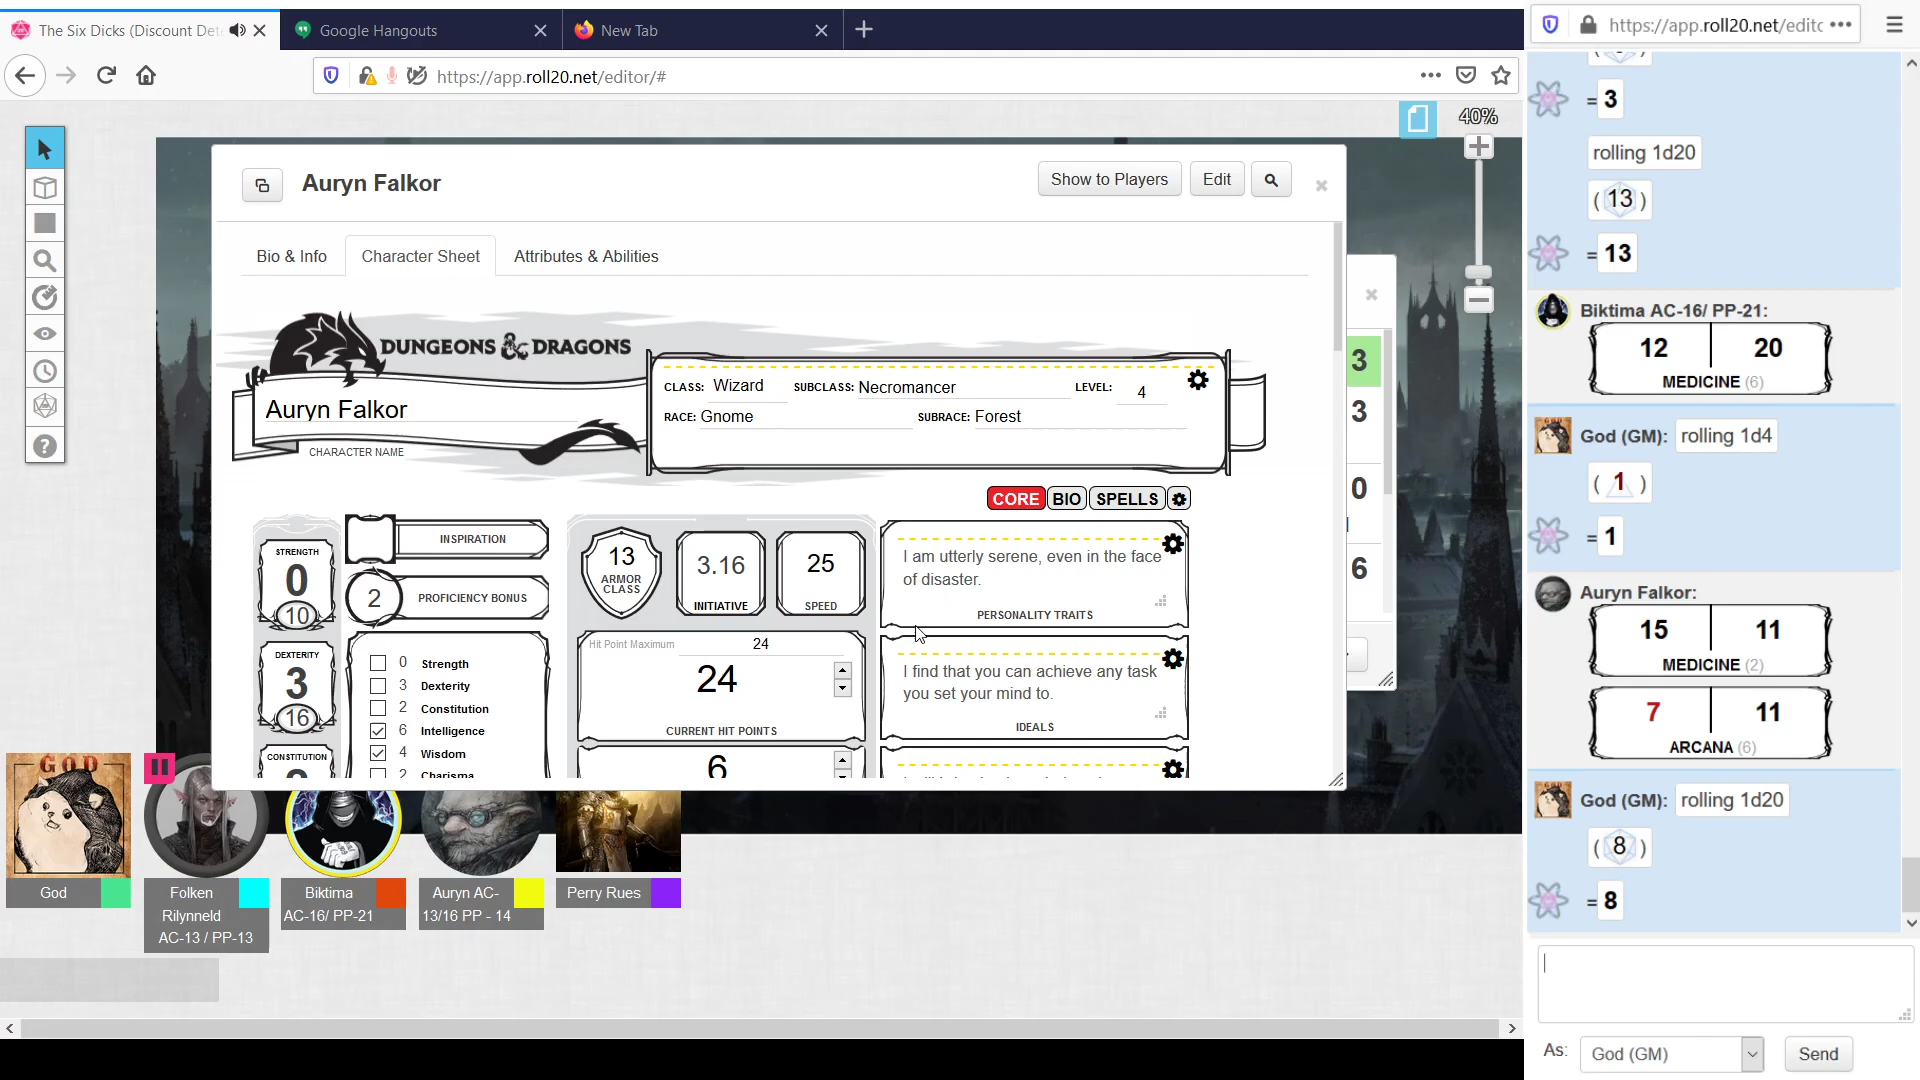 The Six Dicks (Discount Det
Google Hangouts
New Tab
https://app.roll20.net/editor/#
https://app.roll20.net/editc
40%
Auryn Falkor
Show to Players
Edit
Bio & Info
Character Sheet
Attributes & Abilities
DUNGEONS & DRAGONS
Auryn Falkor
CHARACTER NAME
CLASS: Wizard SUBCLASS: Necromancer LEVEL: 4
RACE: Gnome SUBRACE: Forest
CORE BIO SPELLS
STRENGTH
0
10
DEXTERITY
3
16
CONSTITUTION
INSPIRATION
2 PROFICIENCY BONUS
0 Strength
3 Dexterity
2 Constitution
6 Intelligence
4 Wisdom
2 Charisma
13
ARMOR
CLASS
3.16
INITIATIVE
25
SPEED
Hit Point Maximum 24
24
CURRENT HIT POINTS
6
I am utterly serene, even in the face
of disaster.
PERSONALITY TRAITS
I find that you can achieve any task
you set your mind to.
IDEALS
3
3
0
6
GOD
God
Folken
Rilynneld
AC-13 / PP-13
Biktima
AC-16/ PP-21
Auryn AC-
13/16 PP - 14
Perry Rues
= 3
rolling 1d20
( 13 )
= 13
Biktima AC-16/ PP-21:
12 20
MEDICINE (6)
God (GM): rolling 1d4
( 1 )
= 1
Auryn Falkor:
15 11
MEDICINE (2)
7 11
ARCANA (6)
God (GM): rolling 1d20
( 8 )
= 8
As: God (GM) Send